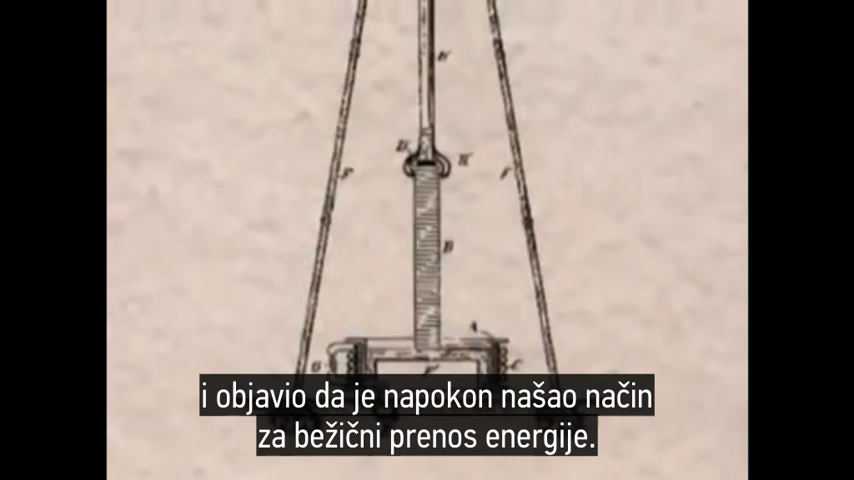 D'
B
A
C
i objavio da je napokon našao način
za bežični prenos energije.